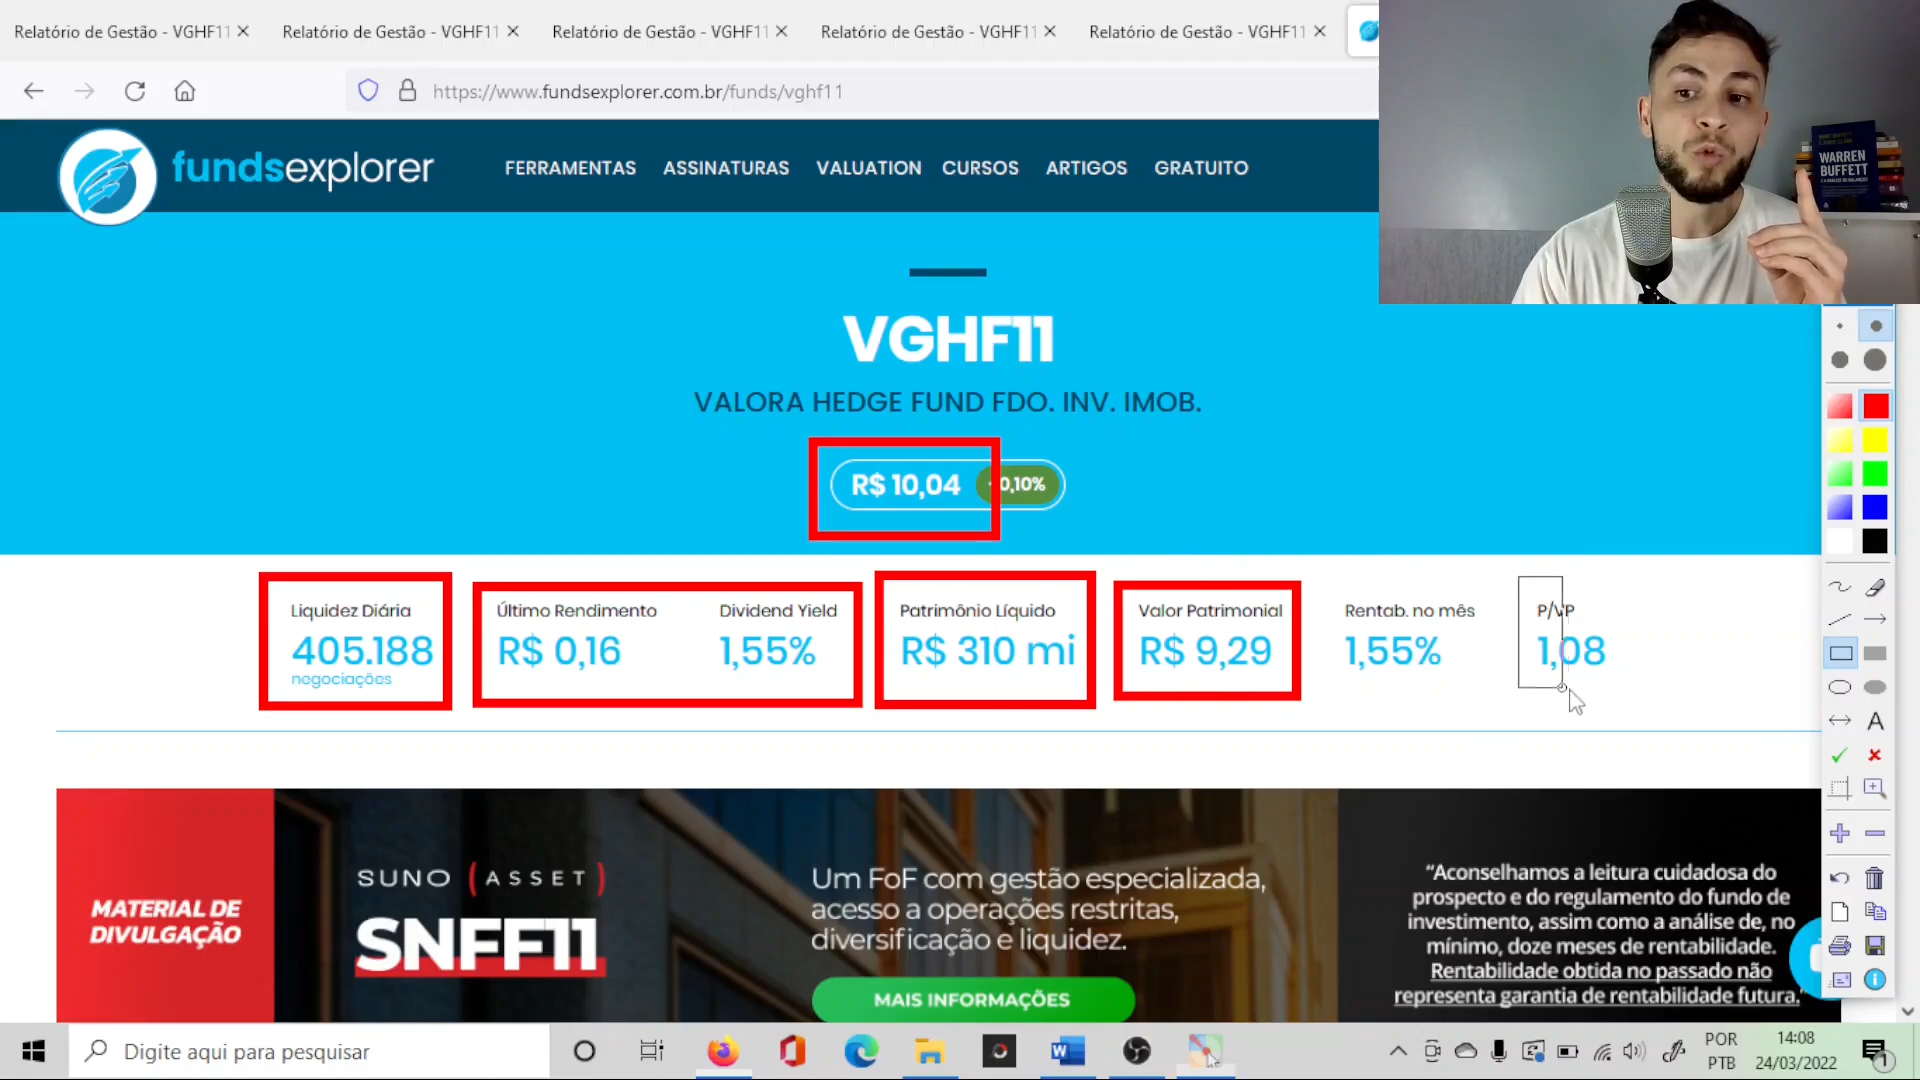 Relatório de Gestão - VGHF11
Relatório de Gestão - VGHF11
Relatório de Gestão - VGHF11
Relatório de Gestão - VGHF11
Relatório de Gestão - VGHF11
https://www.fundsexplorer.com.br/funds/vghf11
fundsexplorer
FERRAMENTAS ASSINATURAS VALUATION CURSOS ARTIGOS GRATUITO
WARREN
BUFFETT
VGHF11
VALORA HEDGE FUND FDO. INV. IMOB.
R$ 10,04
0,10%
Liquidez Diária
405.188
negociações
Último Rendimento
R$ 0,16
Dividend Yield
1,55%
Patrimônio Líquido
R$ 310 mi
Valor Patrimonial
R$ 9,29
Rentab. no mês
1,55%
P/VP
1,08
A
MATERIAL DE
DIVULGAÇÃO
SUNO (ASSET)
SNFF11
Um FoF com gestão especializada,
acesso a operações restritas,
diversificação e liquidez.
MAIS INFORMAÇÕES
“Aconselhamos a leitura cuidadosa do
prospecto e do regulamento do fundo de
investimento, assim como a análise de, no
mínimo, doze meses de rentabilidade.
Rentabilidade obtida no passado não
representa garantia de rentabilidade futura.”
Digite aqui para pesquisar
POR
PTB
14:08
24/03/2022
1